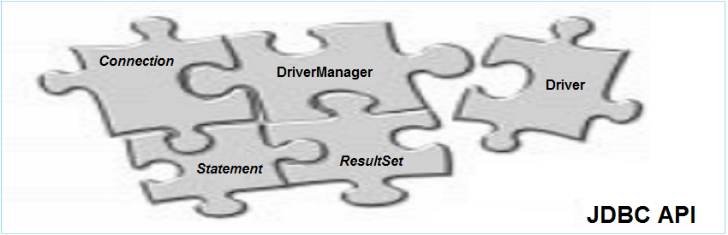 Connection
DriverManager
Driver
Statement
ResultSet
JDBC API